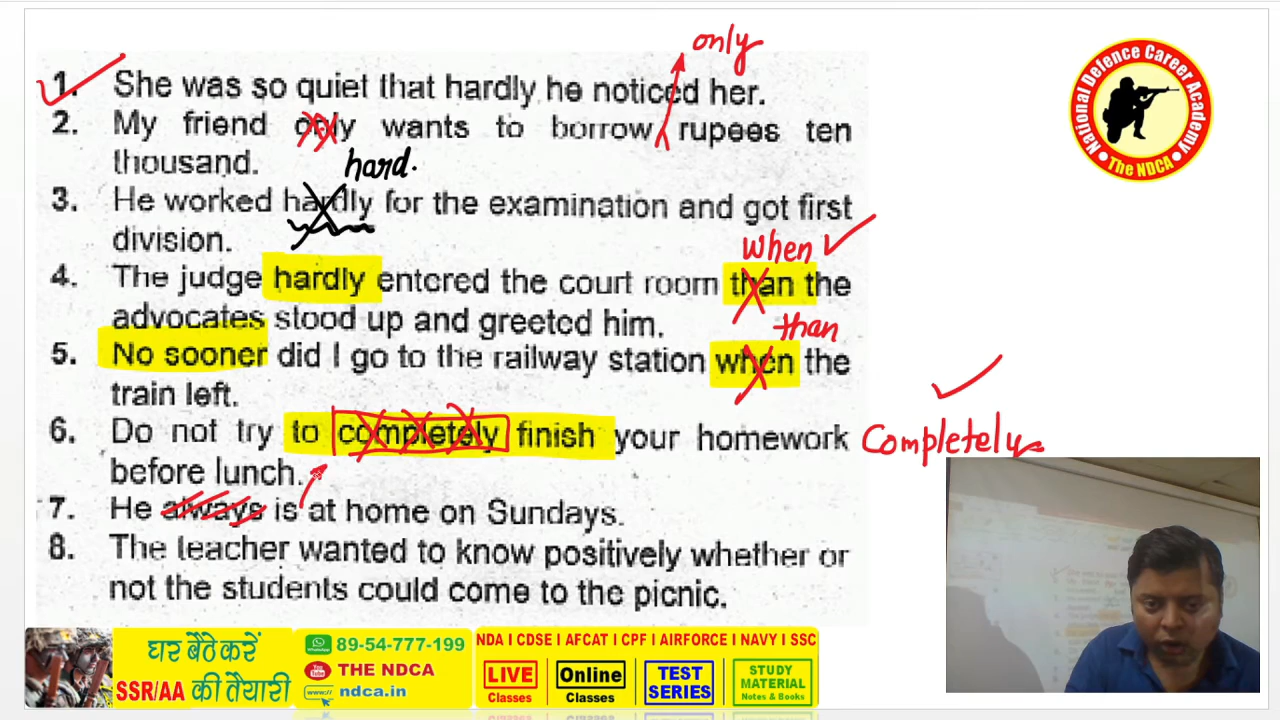 only
1. She was so quiet that hardly he noticed her.
2. My friend only wants to borrow rupees ten
thousand.
hard.
3. He worked hardly for the examination and got first
division.
when
4. The judge hardly entered the court room than the
advocates stood up and greeted him.
than
5. No sooner did I go to the railway station when the
train left.
6. Do not try to completely finish your homework Completely
before lunch.
7. He always is at home on Sundays.
8. The teacher wanted to know positively whether or
not the students could come to the picnic.
National Defence Career Academy
• The NDCA •
घर बैठे करें
SSR/AA की तैयारी
WhatsApp 89-54-777-199
You Tube THE NDCA
www:// ndca.in
NDA I CDSE I AFCAT I CPF I AIRFORCE I NAVY I SSC
LIVE Classes
Online Classes
TEST SERIES
STUDY MATERIAL Notes & Books